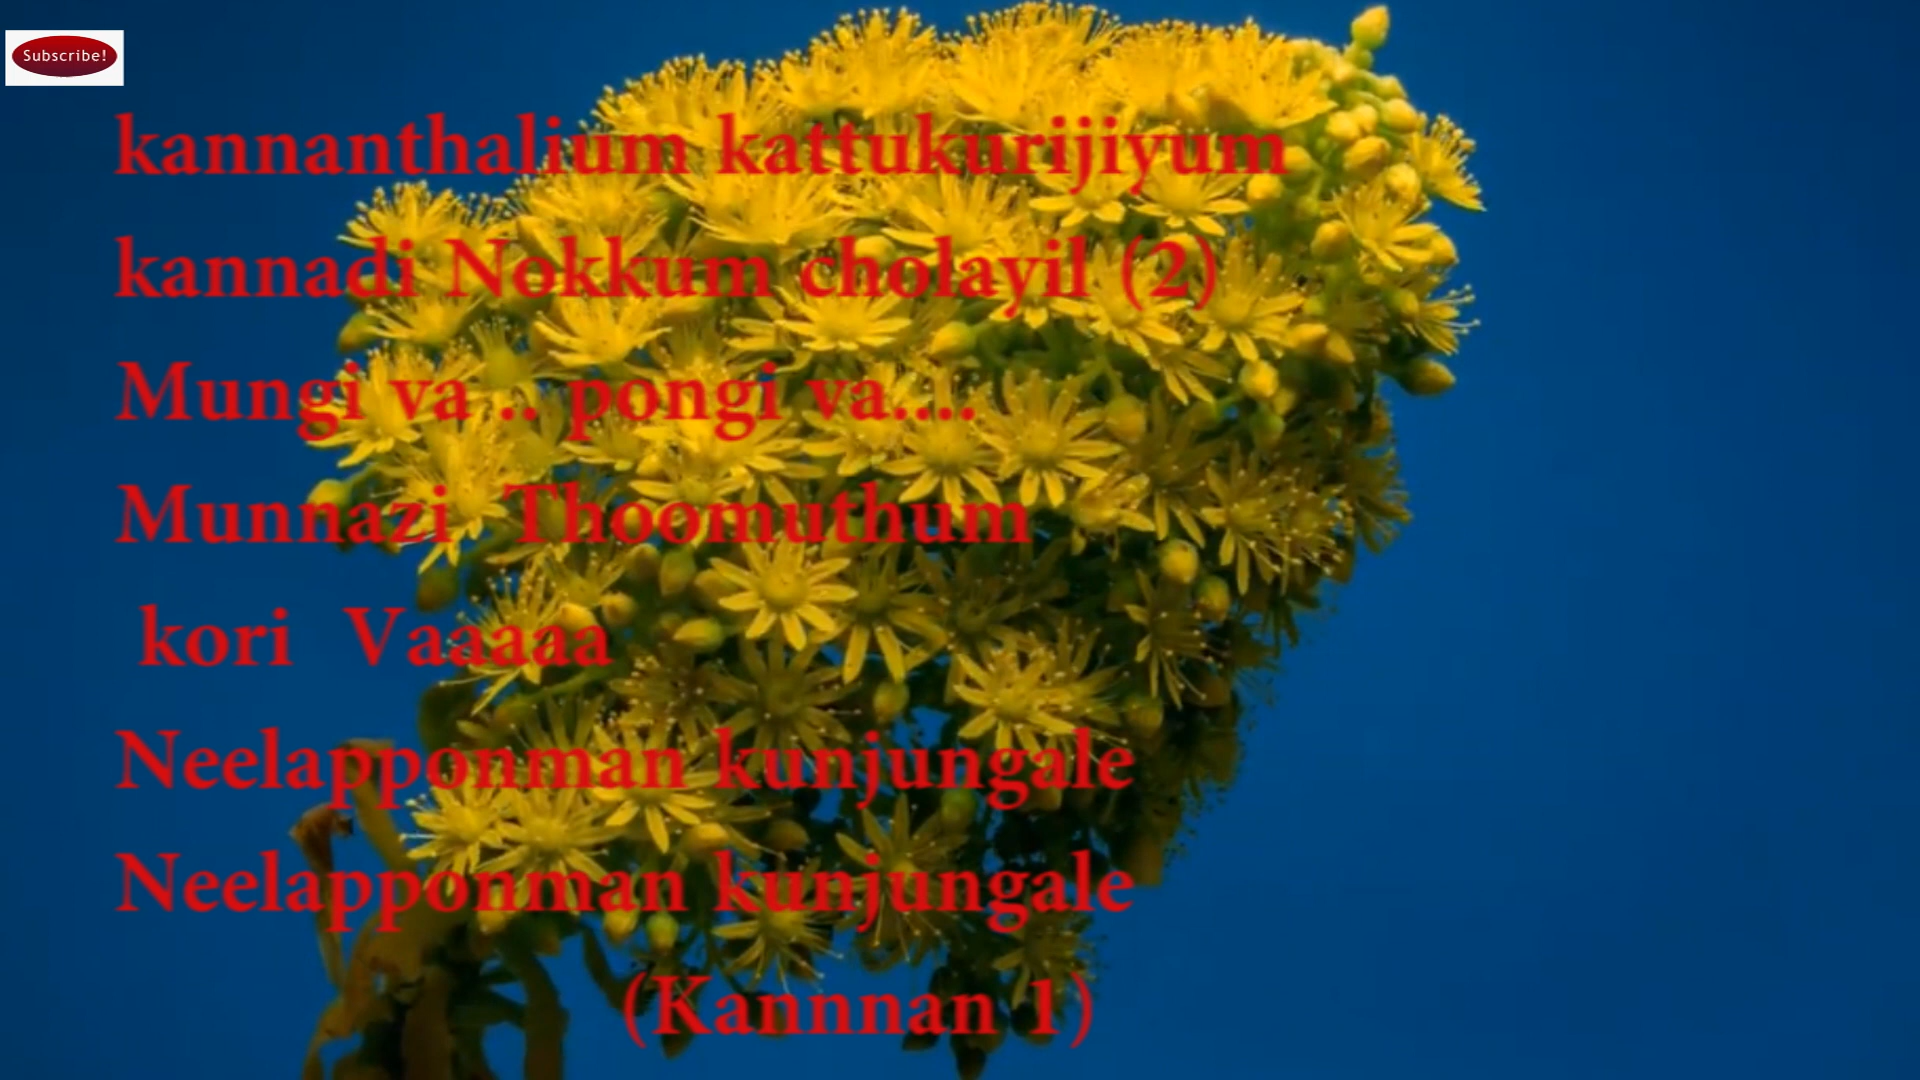 Subscribe!
kannanthalium kattukurijiyum
kannadi Nokkum cholayil (2)
Mungi va .. pongi va....
Munnazi Thoomuthum
kori Vaaaaa
Neelapponman kunjungale
Neelapponman kunjungale
(Kannnan 1)